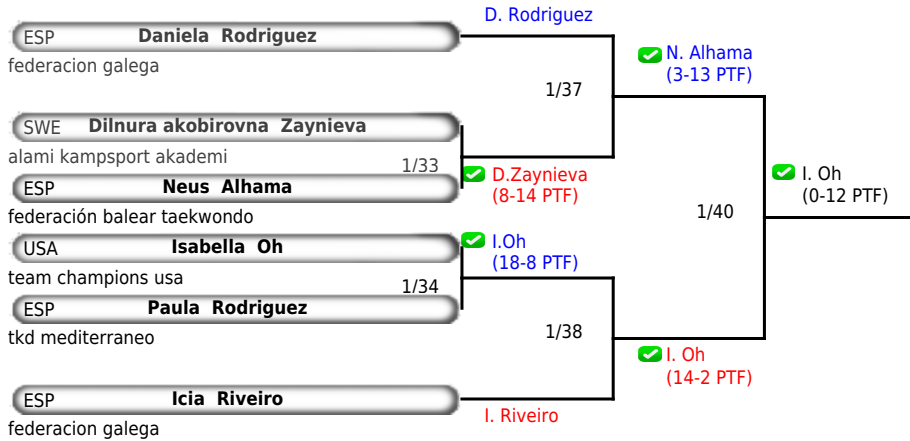 D. Rodriguez
ESP Daniela Rodriguez
federacion galega
N. Alhama
(3-13 PTF)
1/37
SWE Dilnura akobirovna Zaynieva
alami kampsport akademi
1/33
D.Zaynieva
(8-14 PTF)
ESP Neus Alhama
federación balear taekwondo
I. Oh
(0-12 PTF)
1/40
USA Isabella Oh
team champions usa
I.Oh
(18-8 PTF)
1/34
ESP Paula Rodriguez
tkd mediterraneo
1/38
I. Oh
(14-2 PTF)
ESP Icia Riveiro
federacion galega
I. Riveiro